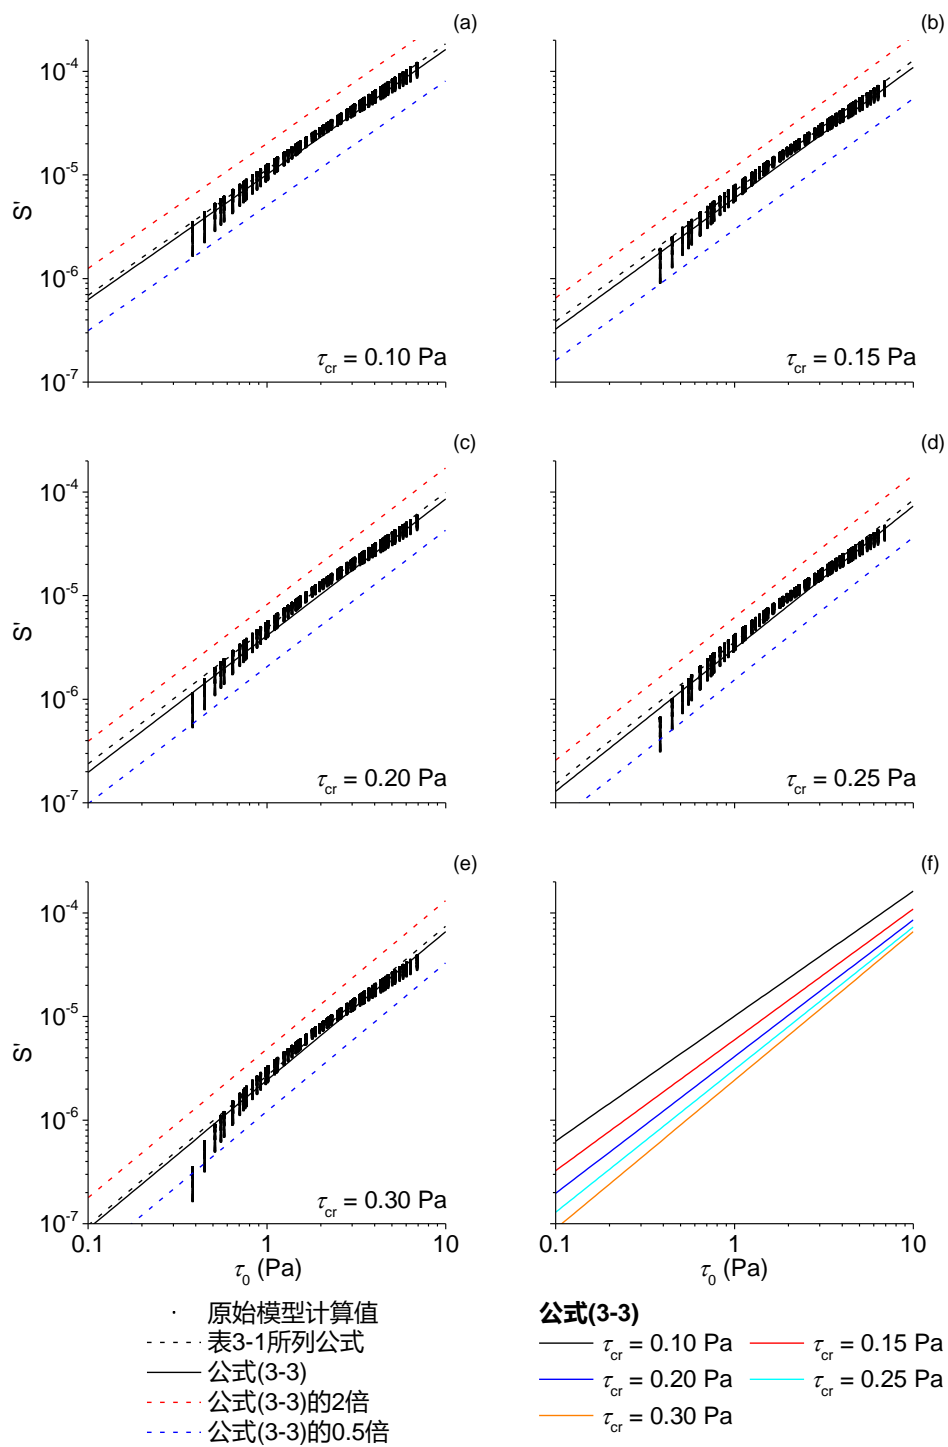 (a)
(b)
10⁻⁴
10⁻⁵
10⁻⁶
10⁻⁷
S'
τcr = 0.10 Pa
τcr = 0.15 Pa
(c)
(d)
10⁻⁴
10⁻⁵
10⁻⁶
10⁻⁷
S'
τcr = 0.20 Pa
τcr = 0.25 Pa
(e)
(f)
10⁻⁴
10⁻⁵
10⁻⁶
10⁻⁷
S'
τcr = 0.30 Pa
0.1 1 10
0.1 1 10
τ0 (Pa)
τ0 (Pa)
原始模型计算值
表3-1所列公式
公式(3-3)
公式(3-3)的2倍
公式(3-3)的0.5倍
公式(3-3)
τcr = 0.10 Pa τcr = 0.15 Pa
τcr = 0.20 Pa τcr = 0.25 Pa
τcr = 0.30 Pa